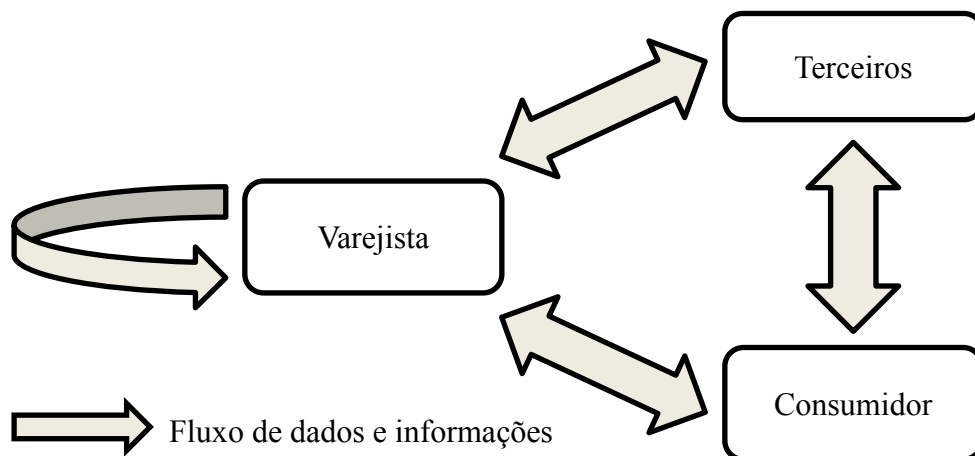 Terceiros
Varejista
Consumidor
Fluxo de dados e informações